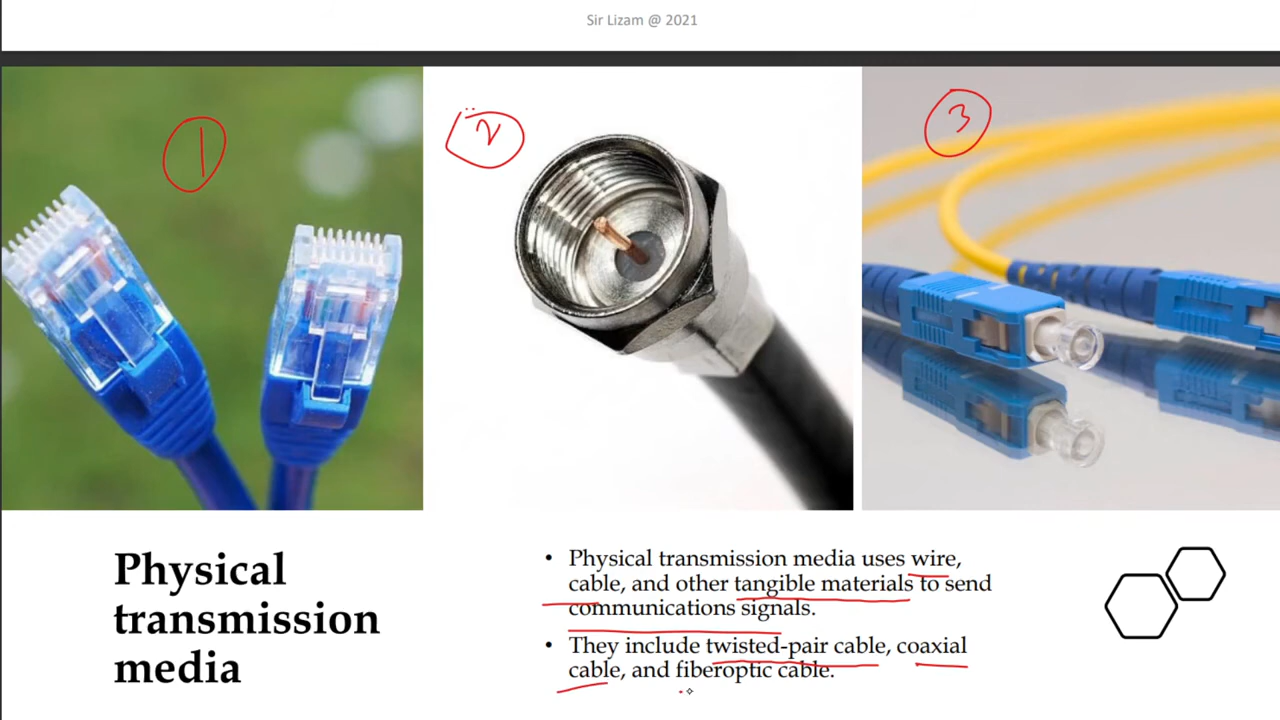 Sir Lizam @ 2021
1
2
3
Physical
transmission
media
• Physical transmission media uses wire,
cable, and other tangible materials to send
communications signals.
• They include twisted-pair cable, coaxial
cable, and fiberoptic cable.